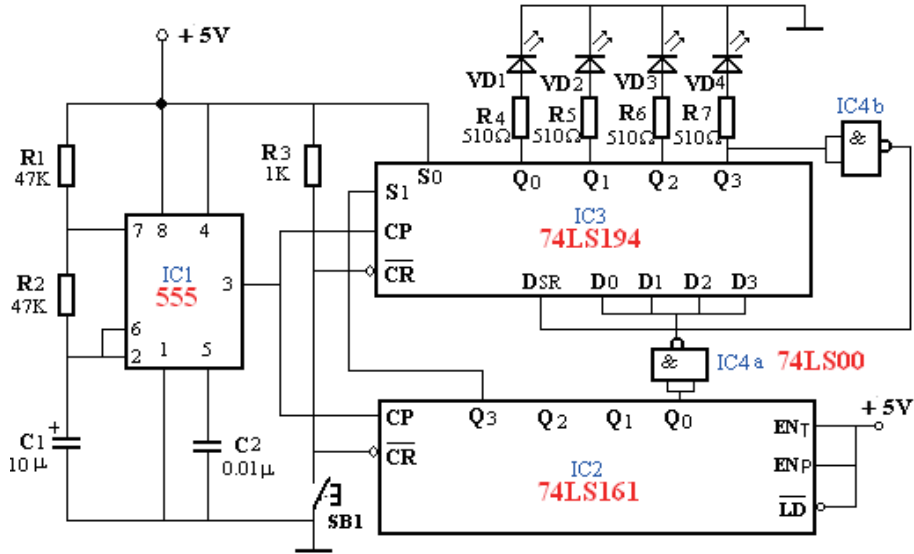 +5V
VD1 VD2 VD3 VD4
R4 R5 R6 R7
510Ω 510Ω 510Ω 510Ω
IC4b
&
R1
47K
R3
1K
S1 S0 Q0 Q1 Q2 Q3
7 8 4
IC3
CP 74LS194
C̅R̅
R2
47K
IC1
555
3
6
2 1 5
DSR D0 D1 D2 D3
& IC4a 74LS00
+5V
CP Q3 Q2 Q1 Q0 ENT
C1 +
10μ
C2
0.01μ
C̅R̅
IC2 ENP
74LS161
L̅D̅
SB1